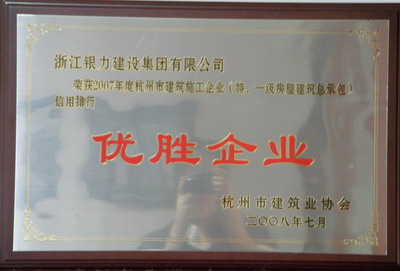 浙江银力建设集团有限公司
荣获2007年度杭州市建筑施工企业（特、一级房屋建筑总承包）
信用排行
优胜企业
杭州市建筑业协会
二〇〇八年七月